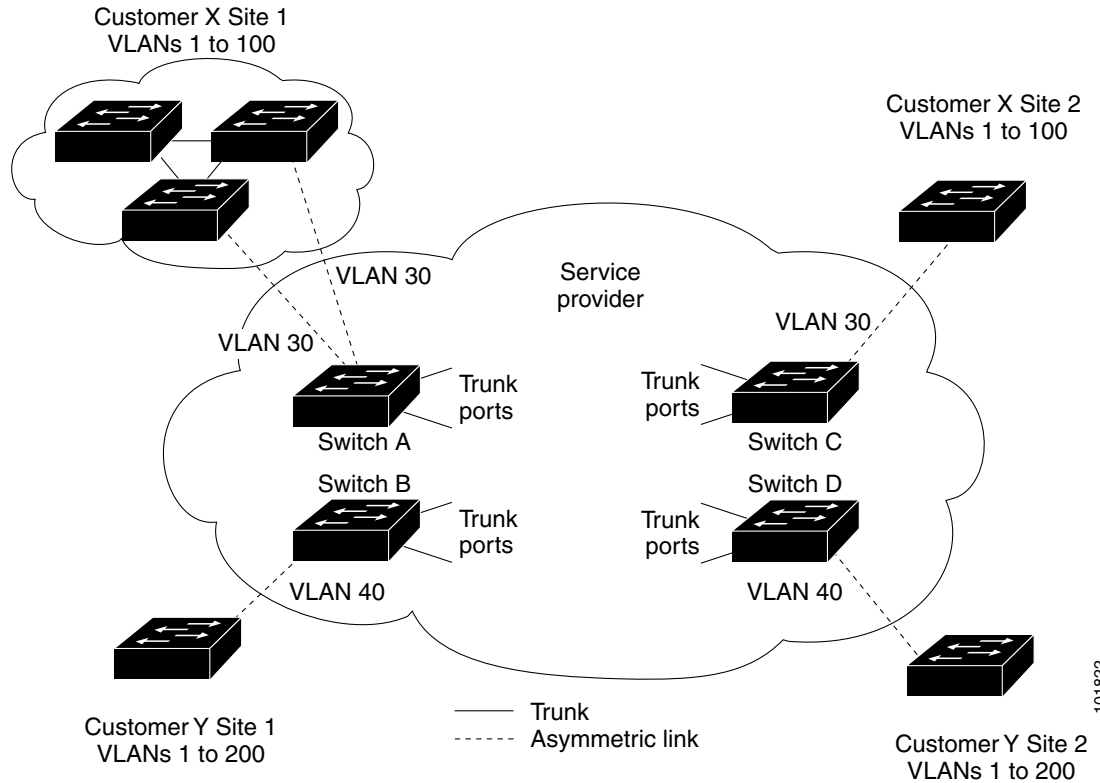 Customer X Site 1
VLANs 1 to 100
Customer X Site 2
VLANs 1 to 100
VLAN 30
Service
provider
VLAN 30
VLAN 30
Trunk
ports
Trunk
ports
Switch A
Switch C
Switch B
Switch D
Trunk
ports
Trunk
ports
VLAN 40
VLAN 40
Customer Y Site 1
VLANs 1 to 200
Trunk
Asymmetric link
Customer Y Site 2
VLANs 1 to 200
101822